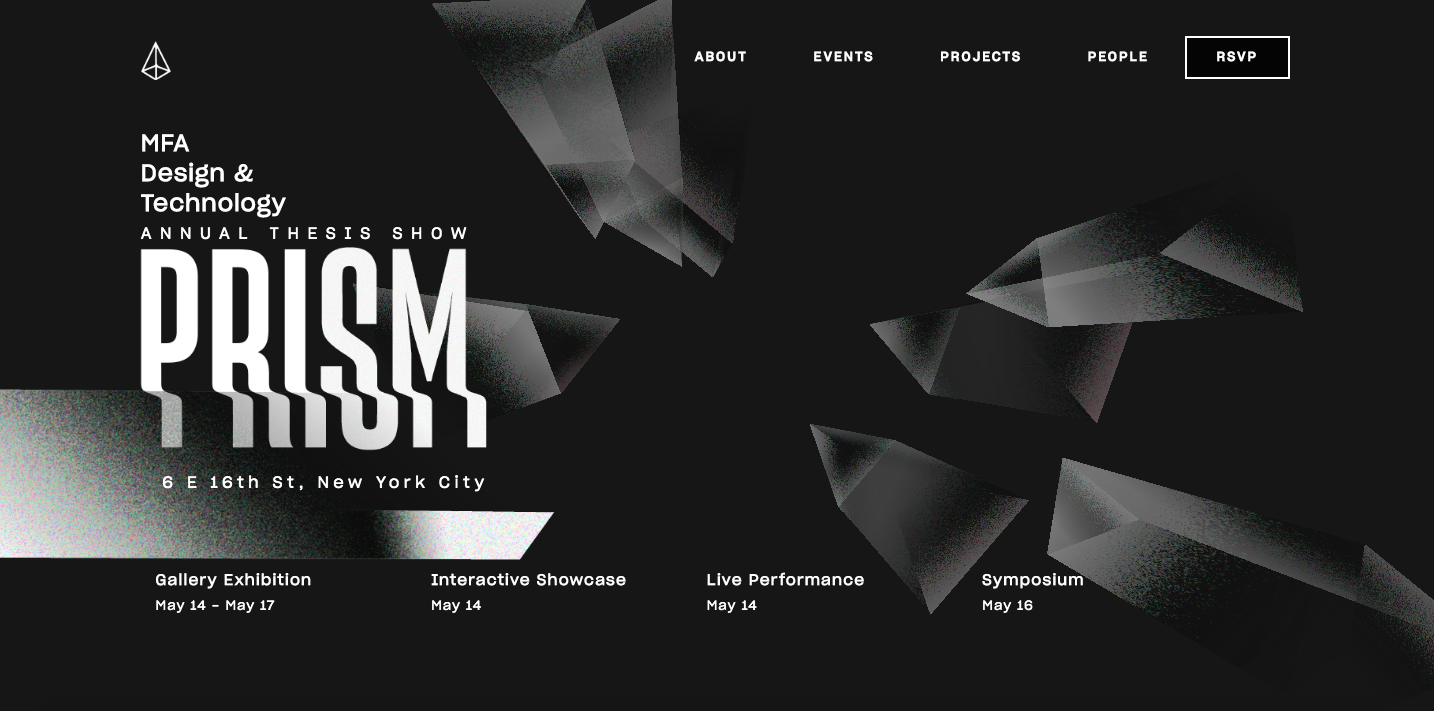 ABOUT EVENTS PROJECTS PEOPLE RSVP
MFA
Design &
Technology
ANNUAL THESIS SHOW
PRISM
6 E 16th St, New York City
Gallery Exhibition Interactive Showcase Live Performance Symposium
May 14 – May 17 May 14 May 14 May 16